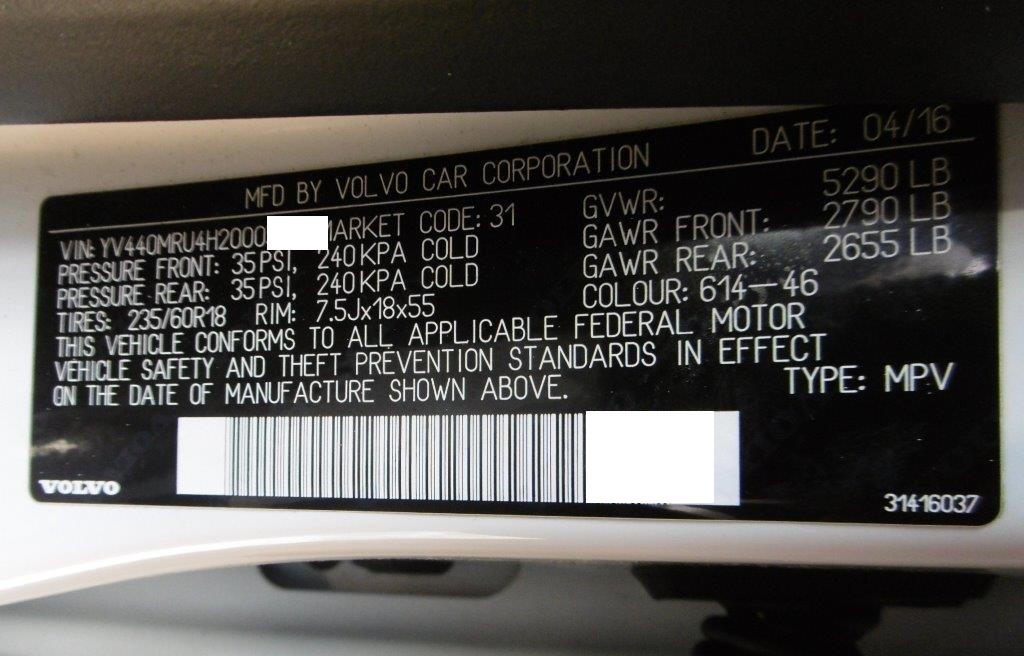 MFD BY VOLVO CAR CORPORATION DATE: 04/16
VIN: YV440MRU4H2000 MARKET CODE: 31
PRESSURE FRONT: 35 PSI, 240 KPA COLD
PRESSURE REAR: 35 PSI, 240 KPA COLD
TIRES: 235/60R18 RIM: 7.5Jx18x55
GVWR: 5290 LB
GAWR FRONT: 2790 LB
GAWR REAR: 2655 LB
COLOUR: 614-46
THIS VEHICLE CONFORMS TO ALL APPLICABLE FEDERAL MOTOR
VEHICLE SAFETY AND THEFT PREVENTION STANDARDS IN EFFECT
ON THE DATE OF MANUFACTURE SHOWN ABOVE.
TYPE: MPV
VOLVO
31416037